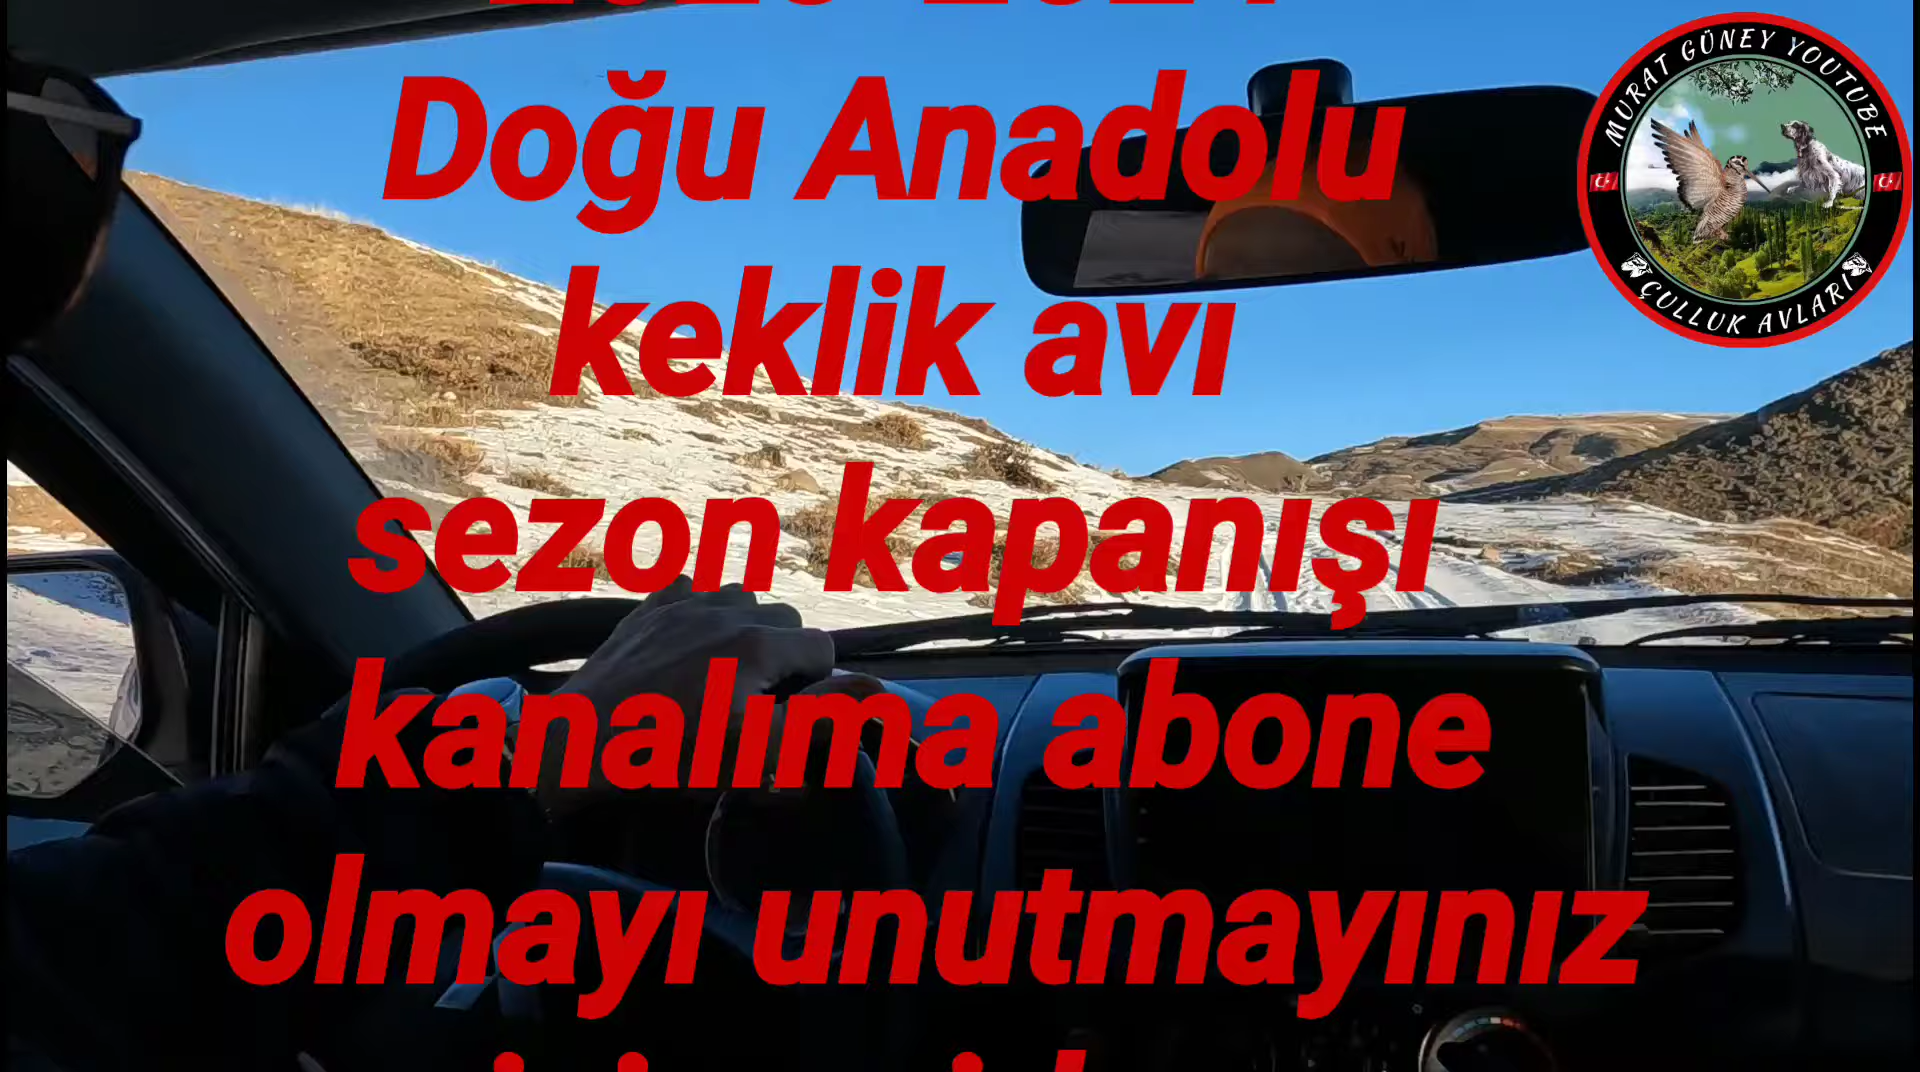 Doğu Anadolu
keklik avı
sezon kapanışı
kanalıma abone
olmayı unutmayınız
MURAT GÜNEY YOUTUBE
ÇULLUK AVLARI